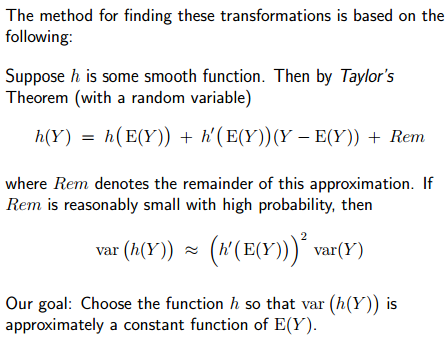 The method for finding these transformations is based on the
following:
Suppose h is some smooth function. Then by Taylor's
Theorem (with a random variable)
h(Y) = h( E(Y)) + h′( E(Y))(Y − E(Y)) + Rem
where Rem denotes the remainder of this approximation. If
Rem is reasonably small with high probability, then
var (h(Y)) ≈ (h′( E(Y)))² var(Y)
Our goal: Choose the function h so that var (h(Y)) is
approximately a constant function of E(Y).